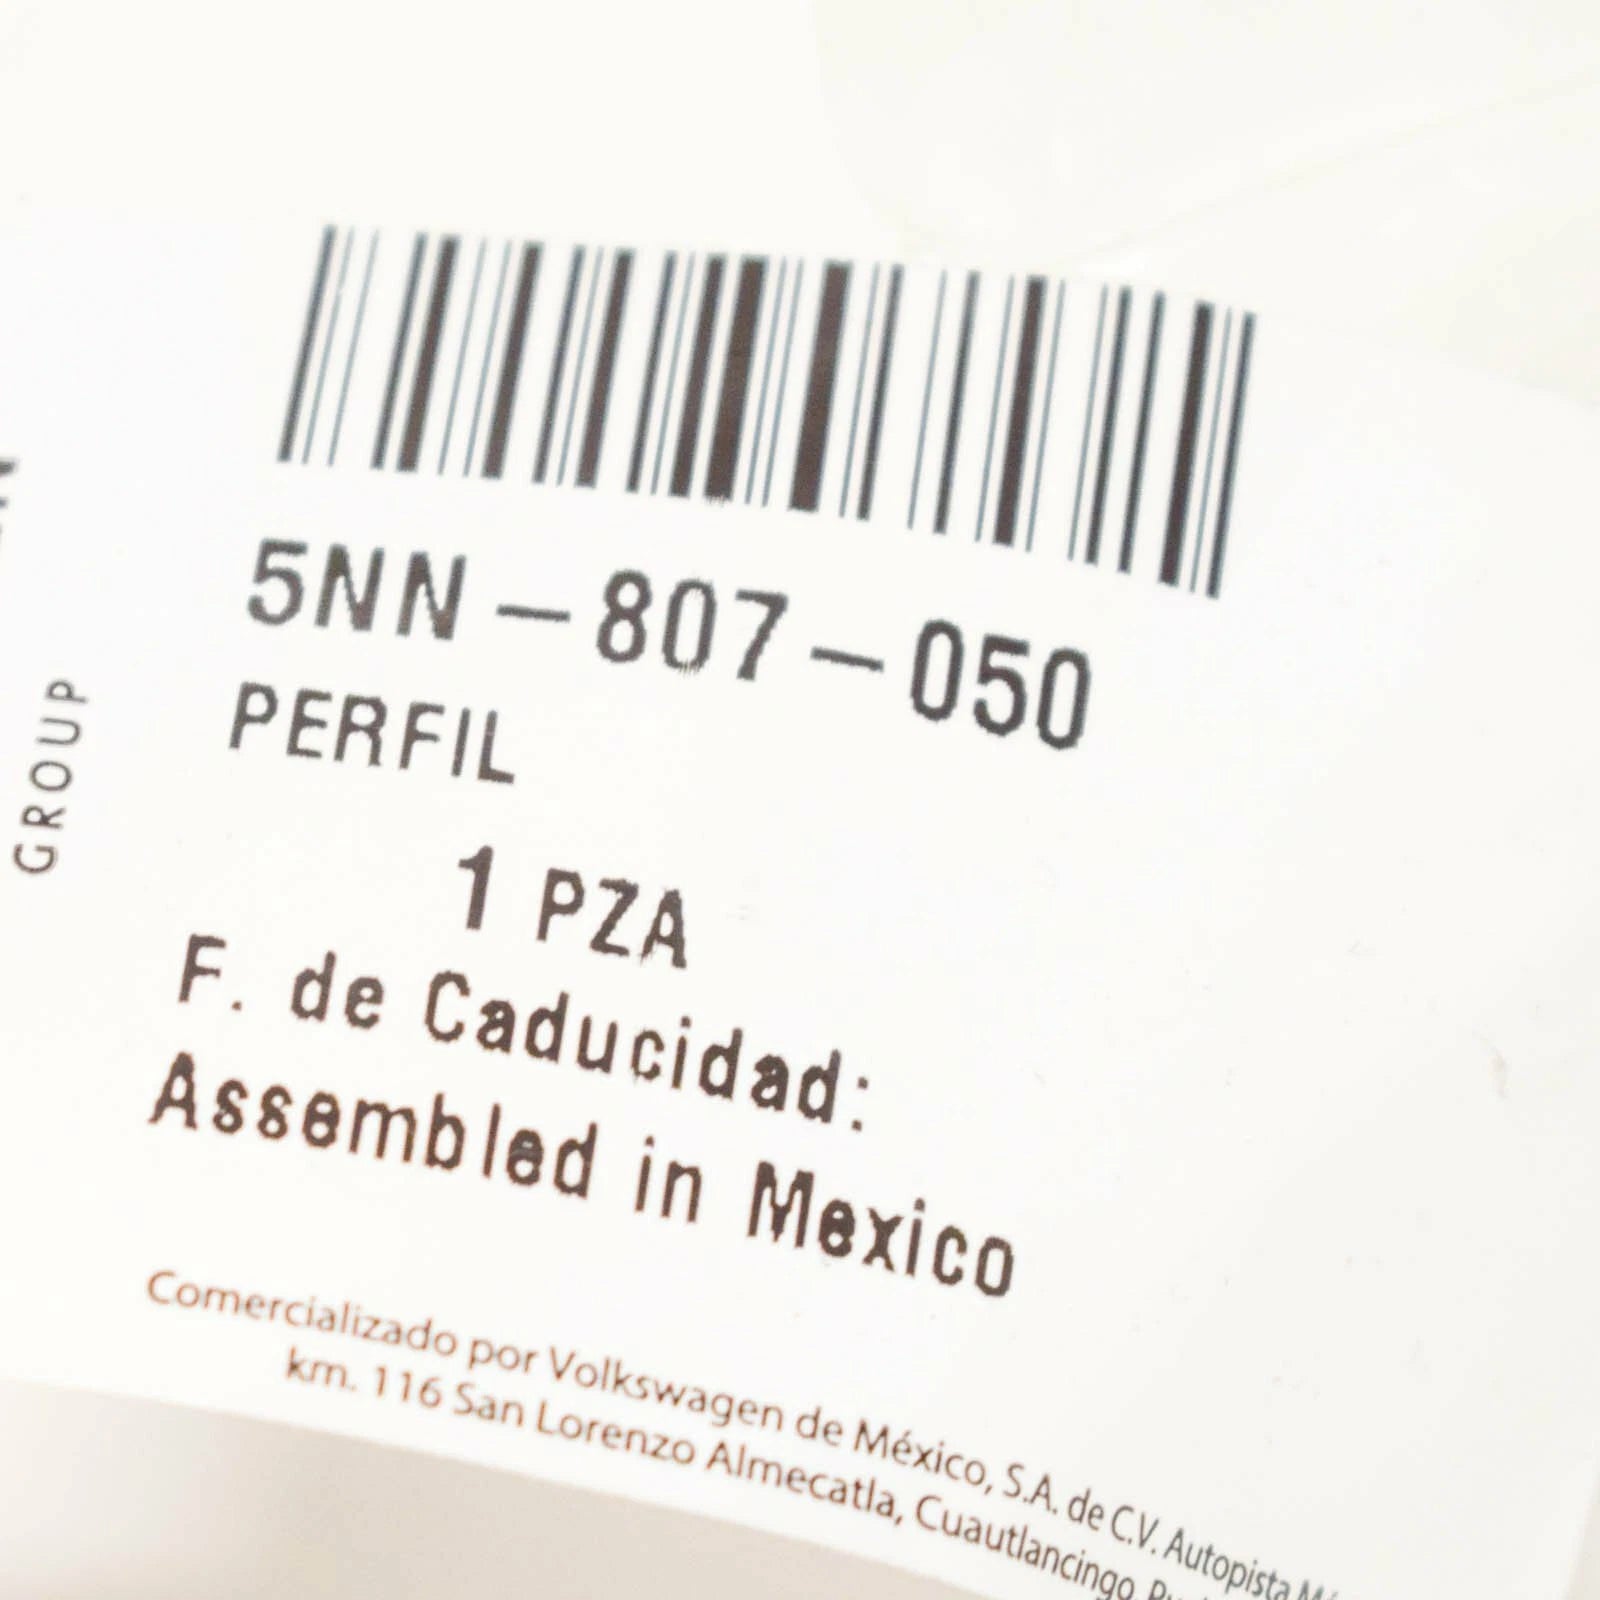 5NN-807-050
PERFIL
1 PZA
F. de Caducidad:
Assembled in Mexico
Comercializado por Volkswagen de México, S.A. de C.V. Autopista
km. 116 San Lorenzo Almecatla, Cuautlancingo,
GROUP